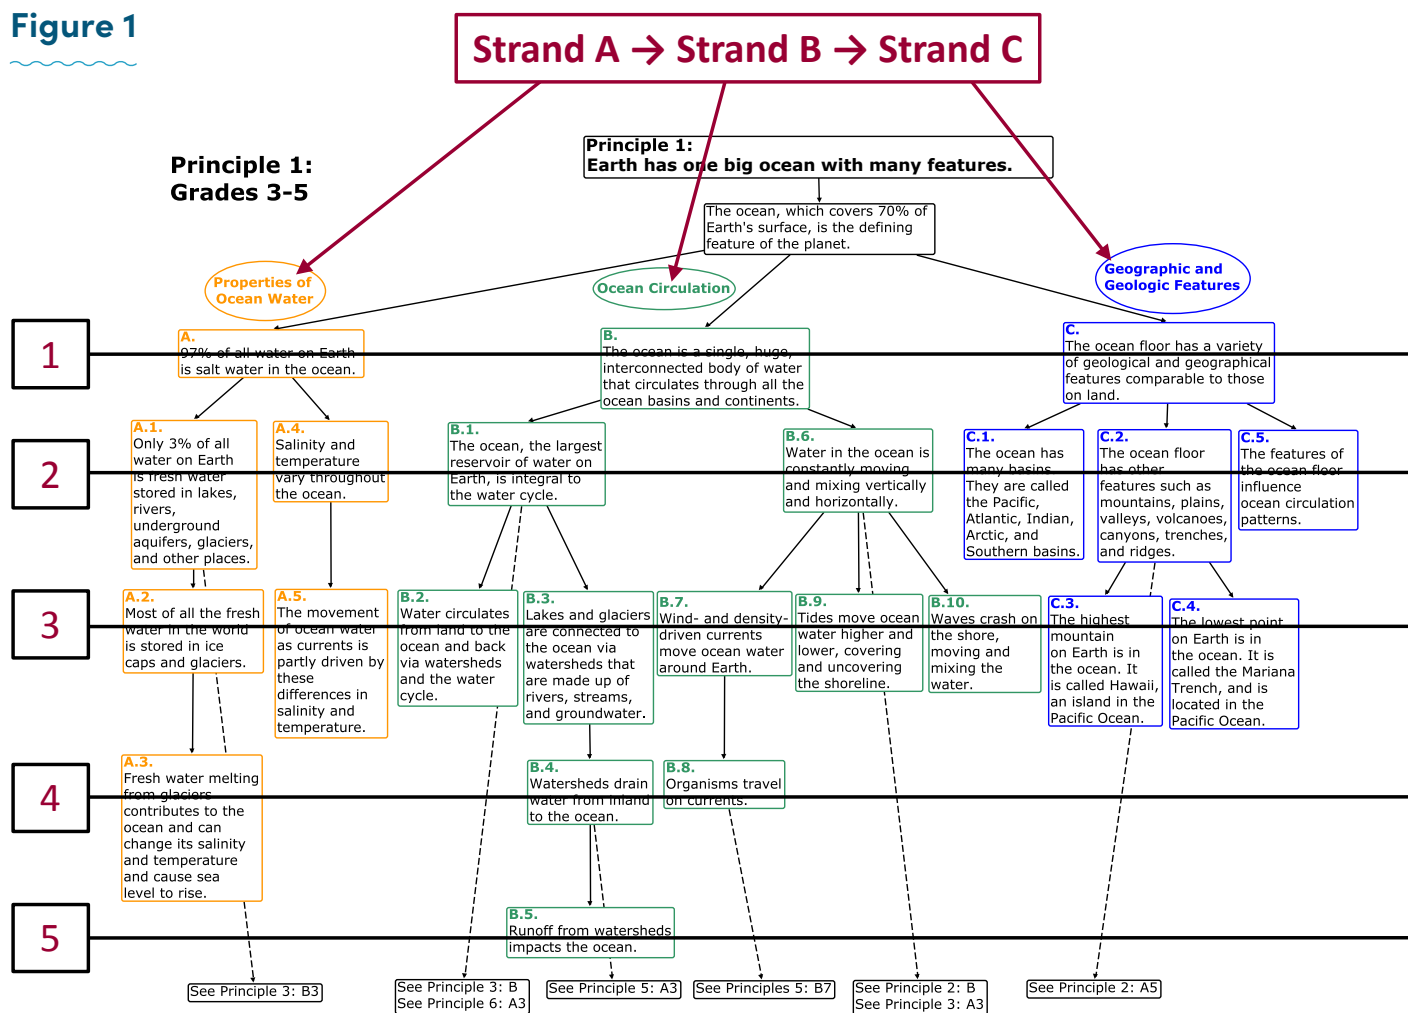 Figure 1
Strand A → Strand B → Strand C
Principle 1:
Grades 3-5
Principle 1:
Earth has one big ocean with many features.
The ocean, which covers 70% of
Earth's surface, is the defining
feature of the planet.
Properties of
Ocean Water
Ocean Circulation
Geographic and
Geologic Features
1
A.
97% of all water on Earth
is salt water in the ocean.
B.
The ocean is a single, huge,
interconnected body of water
that circulates through all the
ocean basins and continents.
C.
The ocean floor has a variety
of geological and geographical
features comparable to those
on land.
2
A.1.
Only 3% of all
water on Earth
is fresh water
stored in lakes,
rivers,
underground
aquifers, glaciers,
and other places.
A.4.
Salinity and
temperature
vary throughout
the ocean.
B.1.
The ocean, the largest
reservoir of water on
Earth, is integral to
the water cycle.
B.6.
Water in the ocean is
constantly moving
and mixing vertically
and horizontally.
C.1.
The ocean has
many basins.
They are called
the Pacific,
Atlantic, Indian,
Arctic, and
Southern basins.
C.2.
The ocean floor
has other
features such as
mountains, plains,
valleys, volcanoes,
canyons, trenches,
and ridges.
C.5.
The features of
the ocean floor
influence
ocean circulation
patterns.
3
A.2.
Most of all the fresh
water in the world
is stored in ice
caps and glaciers.
A.5.
The movement
of ocean water
as currents is
partly driven by
these
differences in
salinity and
temperature.
B.2.
Water circulates
from land to the
ocean and back
via watersheds
and the water
cycle.
B.3.
Lakes and glaciers
are connected to
the ocean via
watersheds that
are made up of
rivers, streams,
and groundwater.
B.7.
Wind- and density-
driven currents
move ocean water
around Earth.
B.9.
Tides move ocean
water higher and
lower, covering
and uncovering
the shoreline.
B.10.
Waves crash on
the shore,
moving and
mixing the
water.
C.3.
The highest
mountain
on Earth is in
the ocean. It
is called Hawaii,
an island in the
Pacific Ocean.
C.4.
The lowest point
on Earth is in
the ocean. It is
called the Mariana
Trench, and is
located in the
Pacific Ocean.
4
A.3.
Fresh water melting
from glaciers
contributes to the
ocean and can
change its salinity
and temperature
and cause sea
level to rise.
B.4.
Watersheds drain
water from inland
to the ocean.
B.8.
Organisms travel
on currents.
5
B.5.
Runoff from watersheds
impacts the ocean.
See Principle 3: B3
See Principle 3: B
See Principle 6: A3
See Principle 5: A3
See Principles 5: B7
See Principle 2: B
See Principle 3: A3
See Principle 2: A5